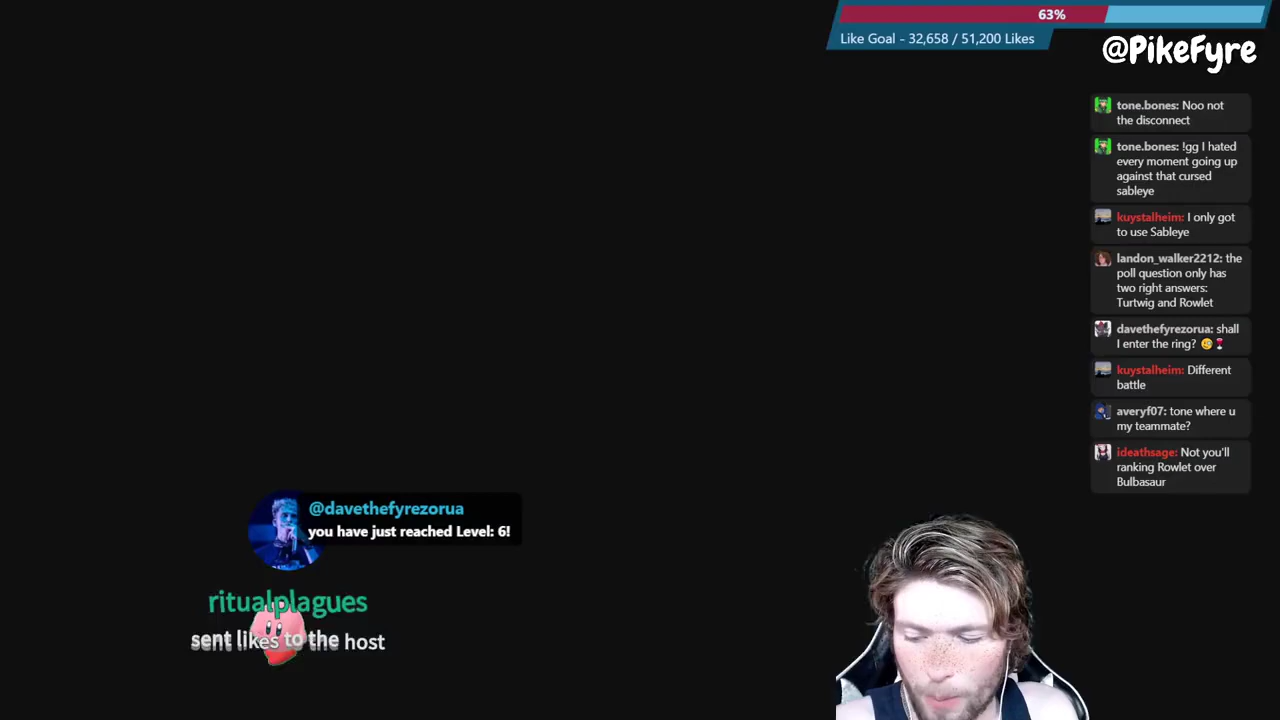 63%
Like Goal - 32,658 / 51,200 Likes
@PikeFyre
tone.bones: Noo not
the disconnect
tone.bones: !gg I hated
every moment going up
against that cursed
sableye
kuystalheim: I only got
to use Sableye
landon_walker2212: the
poll question only has
two right answers:
Turtwig and Rowlet
davethefyrezorua: shall
I enter the ring? 🧐🍷
kuystalheim: Different
battle
averyf07: tone where u
my teammate?
ideathsage: Not you'll
ranking Rowlet over
Bulbasaur
@davethefyrezorua
you have just reached Level: 6!
ritualplagues
sent likes to the host